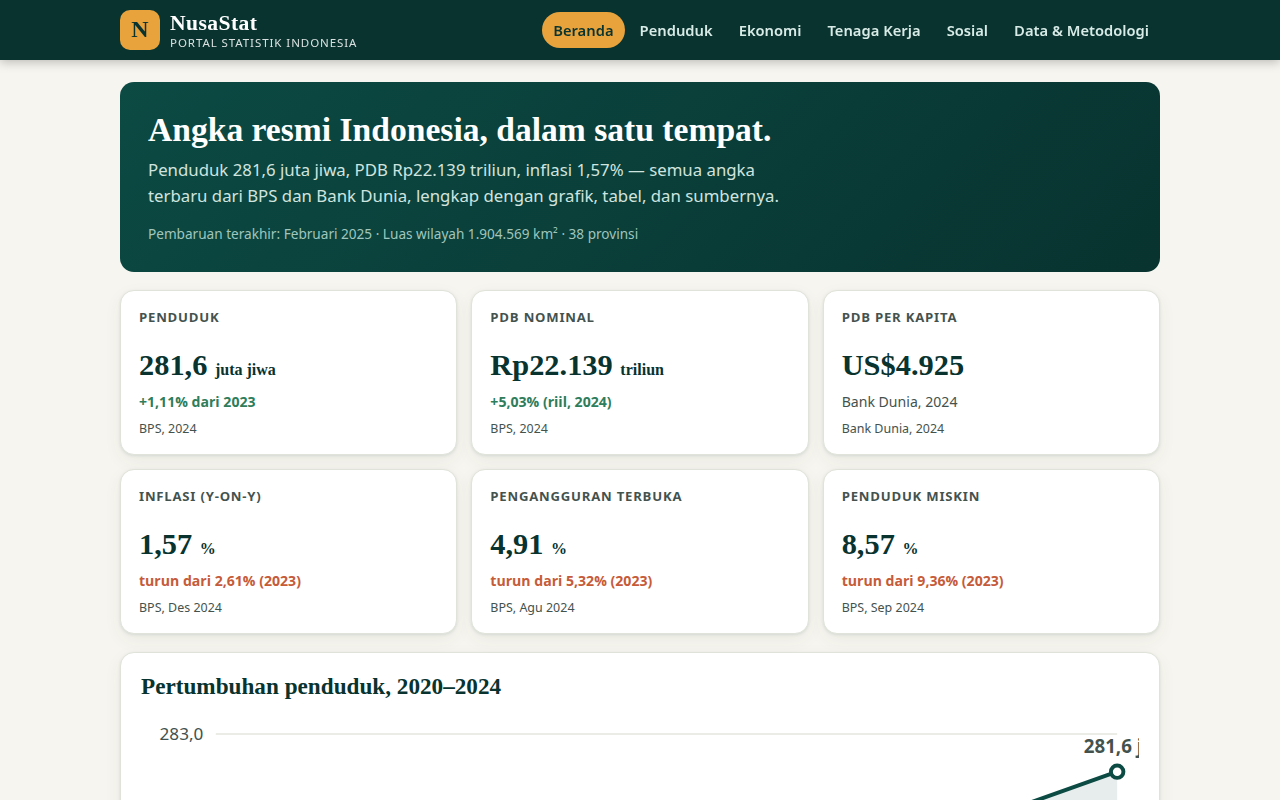 N
NusaStat
PORTAL STATISTIK INDONESIA
Beranda
Penduduk
Ekonomi
Tenaga Kerja
Sosial
Data & Metodologi
Angka resmi Indonesia, dalam satu tempat.
Penduduk 281,6 juta jiwa, PDB Rp22.139 triliun, inflasi 1,57% — semua angka
terbaru dari BPS dan Bank Dunia, lengkap dengan grafik, tabel, dan sumbernya.
Pembaruan terakhir: Februari 2025 · Luas wilayah 1.904.569 km² · 38 provinsi
PENDUDUK
281,6 juta jiwa
+1,11% dari 2023
BPS, 2024
PDB NOMINAL
Rp22.139 triliun
+5,03% (riil, 2024)
BPS, 2024
PDB PER KAPITA
US$4.925
Bank Dunia, 2024
Bank Dunia, 2024
INFLASI (Y-ON-Y)
1,57 %
turun dari 2,61% (2023)
BPS, Des 2024
PENGANGGURAN TERBUKA
4,91 %
turun dari 5,32% (2023)
BPS, Agu 2024
PENDUDUK MISKIN
8,57 %
turun dari 9,36% (2023)
BPS, Sep 2024
Pertumbuhan penduduk, 2020–2024
283,0
281,6